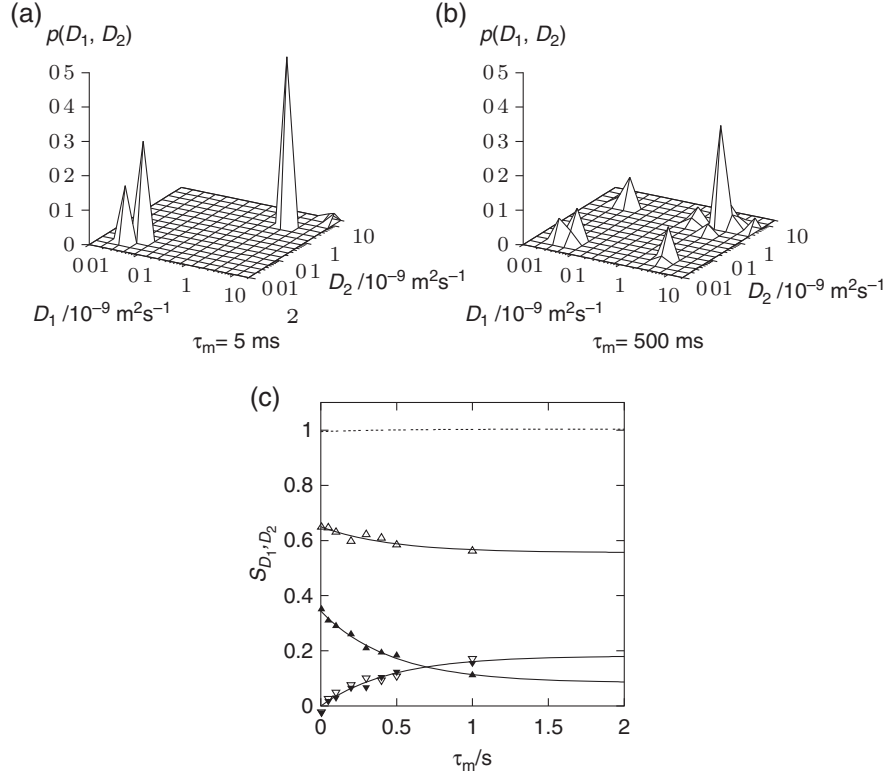 (a)
p(D1, D2)
0 5
0 4
0 3
0 2
0 1
0
0 01
0 1
1
10
0 01
0 1
1
10
2
D1 /10⁻⁹ m²s⁻¹
D2 /10⁻⁹ m²s⁻¹
τm= 5 ms
(b)
p(D1, D2)
0 5
0 4
0 3
0 2
0 1
0
0 01
0 1
1
10
0 01
0 1
1
10
D1 /10⁻⁹ m²s⁻¹
D2 /10⁻⁹ m²s⁻¹
τm= 500 ms
(c)
1
0.8
0.6
0.4
0.2
0
SD1, D2
0 0.5 1 1.5 2
τm/s